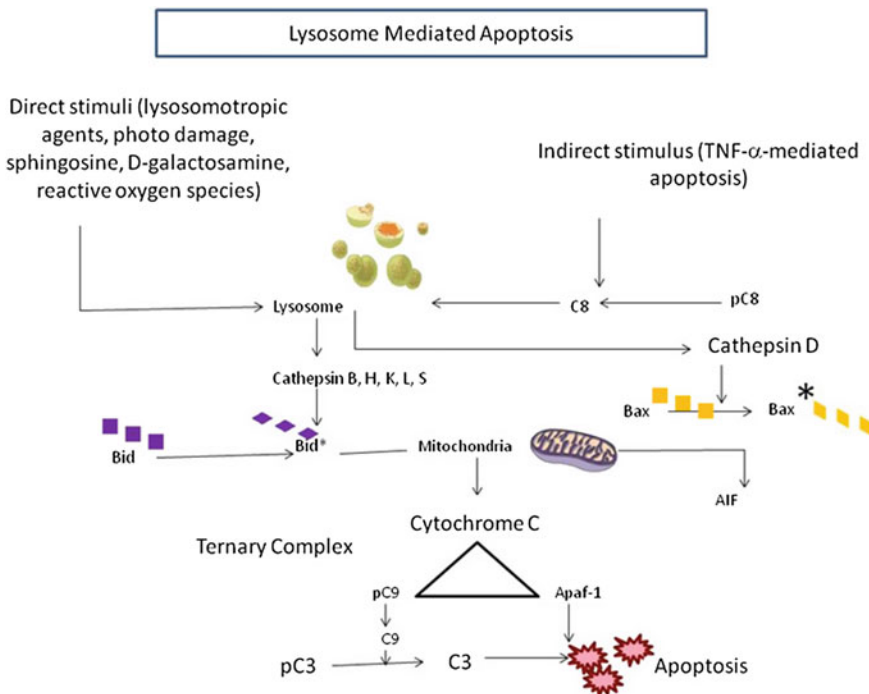 Lysosome Mediated Apoptosis
Direct stimuli (lysosomotropic
agents, photo damage,
sphingosine, D-galactosamine,
reactive oxygen species)
Indirect stimulus (TNF-α-mediated
apoptosis)
Lysosome
C8
pC8
Cathepsin D
Cathepsin B, H, K, L, S
Bax
Bax *
Bid
Bid*
Mitochondria
AIF
Cytochrome C
Ternary Complex
pC9
Apaf-1
C9
pC3
C3
Apoptosis